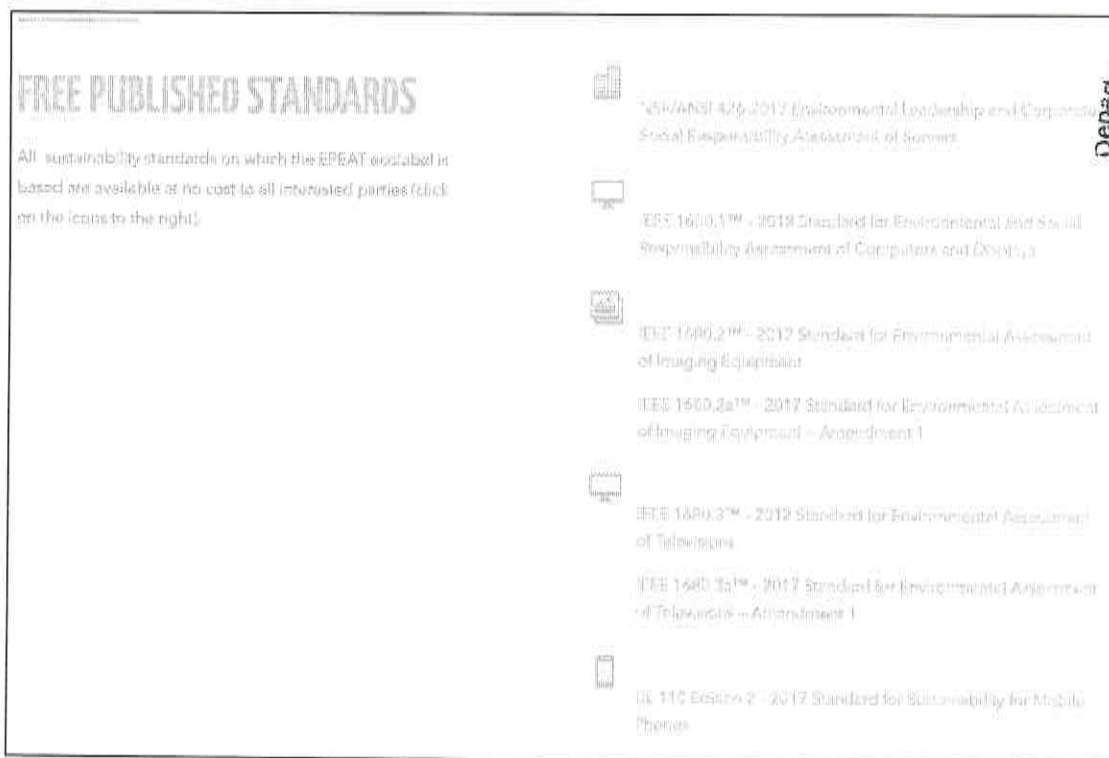 FREE PUBLISHED STANDARDS
All sustainability standards on which the EPEAT ecolabel is
based are available at no cost to all interested parties (click
on the icons to the right).
NSF/ANSI 426-2017 Environmental Leadership and Corporate
Social Responsibility Assessment of Servers
IEEE 1680.1™ - 2018 Standard for Environmental and Social
Responsibility Assessment of Computers and Displays
IEEE 1680.2™ - 2012 Standard for Environmental Assessment
of Imaging Equipment
IEEE 1680.2a™ - 2017 Standard for Environmental Assessment
of Imaging Equipment – Amendment 1
IEEE 1680.3™ - 2012 Standard for Environmental Assessment
of Televisions
IEEE 1680.3a™ - 2017 Standard for Environmental Assessment
of Televisions – Amendment 1
UL 110 Edition 2 - 2017 Standard for Sustainability for Mobile
Phones